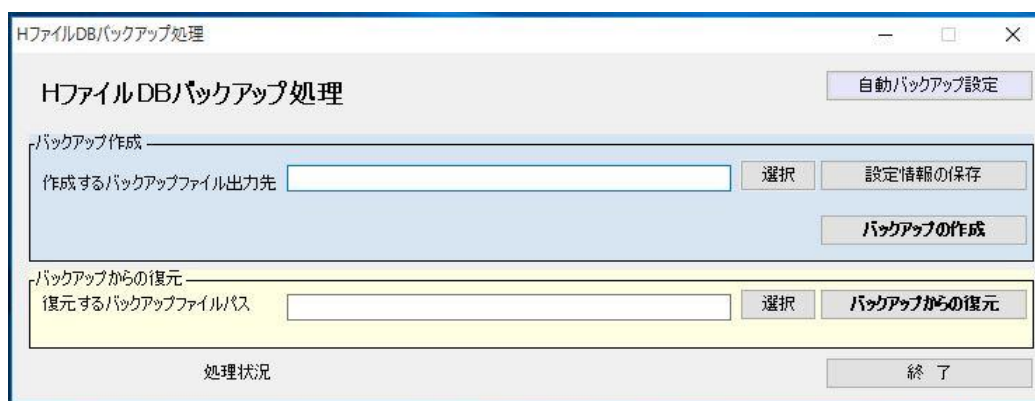 HファイルDBバックアップ処理
HファイルDBバックアップ処理
自動バックアップ設定
バックアップ作成
作成するバックアップファイル出力先
選択
設定情報の保存
バックアップの作成
バックアップからの復元
復元するバックアップファイルパス
選択
バックアップからの復元
処理状況
終 了